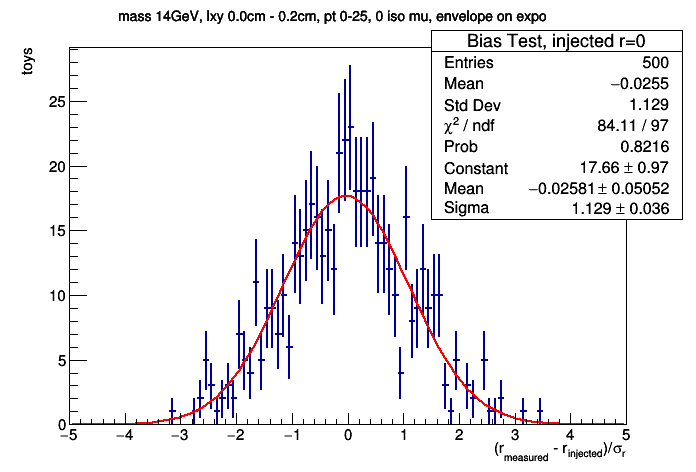 mass 14GeV, lxy 0.0cm - 0.2cm, pt 0-25, 0 iso mu, envelope on expo
Bias Test, injected r=0
Entries 500
Mean −0.0255
Std Dev 1.129
χ² / ndf 84.11 / 97
Prob 0.8216
Constant 17.66 ± 0.97
Mean −0.02581 ± 0.05052
Sigma 1.129 ± 0.036
toys
25
20
15
10
5
0
−5 −4 −3 −2 −1 0 1 2 3 4 5
(r_measured - r_injected)/σ_r